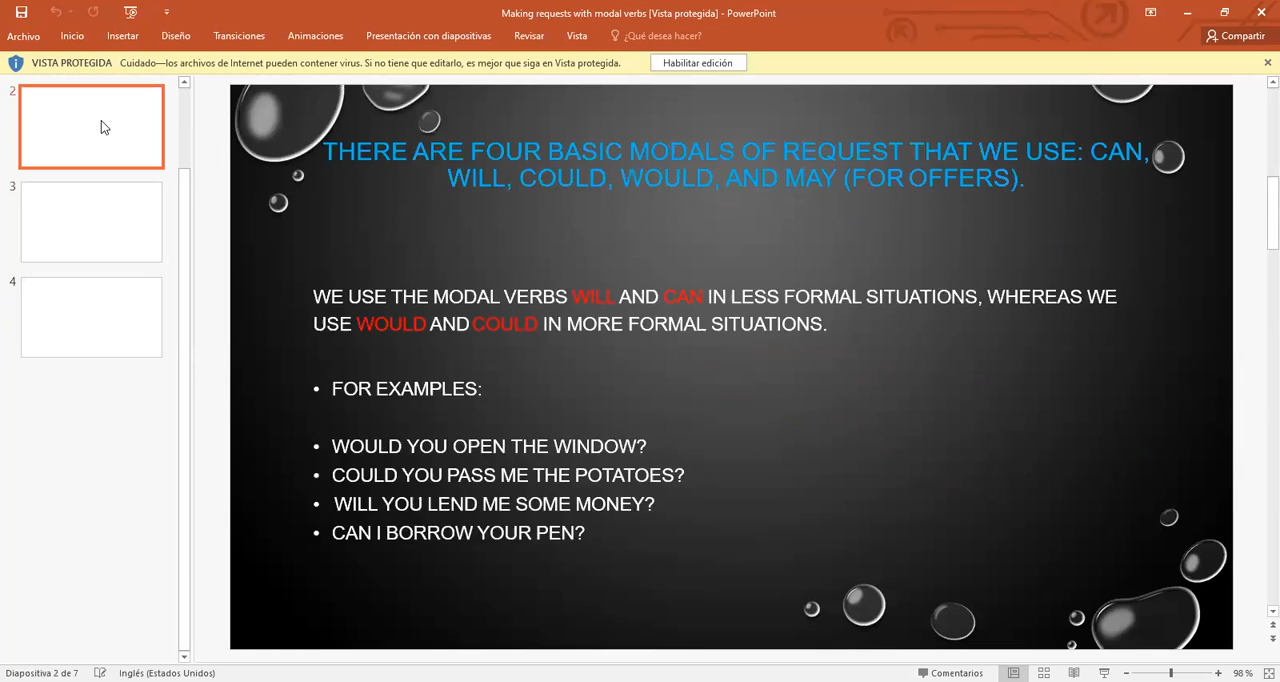 Making requests with modal verbs [Vista protegida] - PowerPoint
Archivo Inicio Insertar Diseño Transiciones Animaciones Presentación con diapositivas Revisar Vista ¿Qué desea hacer? Compartir
VISTA PROTEGIDA Cuidado—los archivos de Internet pueden contener virus. Si no tiene que editarlo, es mejor que siga en Vista protegida. Habilitar edición
2
3
4
THERE ARE FOUR BASIC MODALS OF REQUEST THAT WE USE: CAN,
WILL, COULD, WOULD, AND MAY (FOR OFFERS).
WE USE THE MODAL VERBS WILL AND CAN IN LESS FORMAL SITUATIONS, WHEREAS WE
USE WOULD AND COULD IN MORE FORMAL SITUATIONS.
• FOR EXAMPLES:
• WOULD YOU OPEN THE WINDOW?
• COULD YOU PASS ME THE POTATOES?
• WILL YOU LEND ME SOME MONEY?
• CAN I BORROW YOUR PEN?
Diapositiva 2 de 7 Inglés (Estados Unidos) Comentarios 98 %